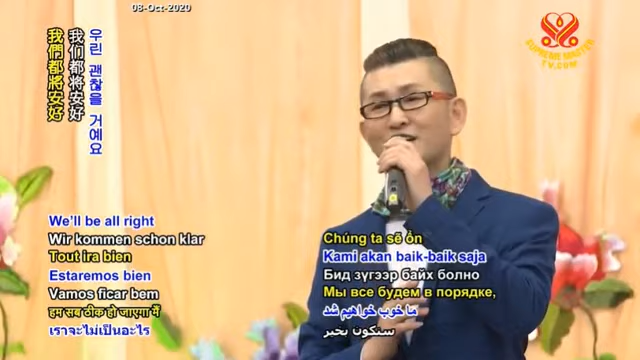 08-Oct-2020
SUPREME MASTER
TV.COM
우린 괜찮을 거예요
我们都将安好
我們都將安好
We'll be all right
Wir kommen schon klar
Tout ira bien
Estaremos bien
Vamos ficar bem
हम सब ठीक हो जाएगा मैं
เราจะไม่เป็นอะไร
Chúng ta sẽ ổn
Kami akan baik-baik saja
Бид зүгээр байх болно
Мы все будем в порядке,
ما خوب خواهیم شد
سنكون بخير